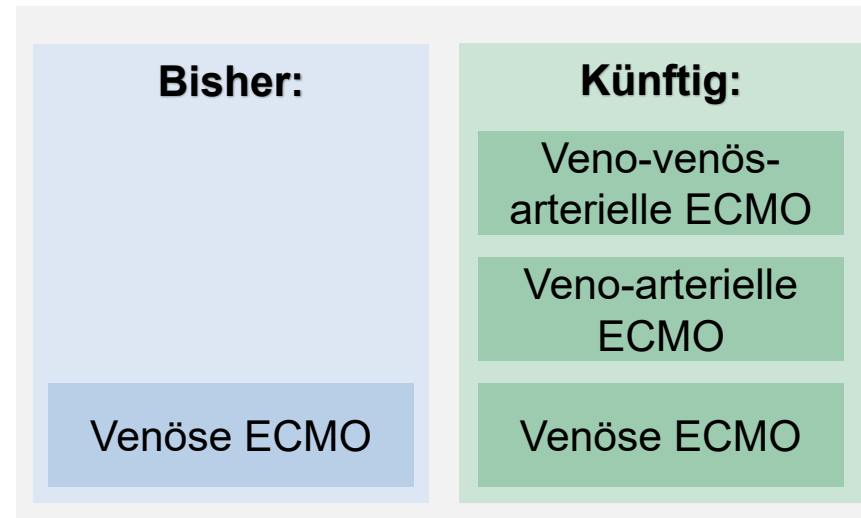 Bisher:
Venöse ECMO
Künftig:
Veno-venös-
arterielle ECMO
Veno-arterielle
ECMO
Venöse ECMO